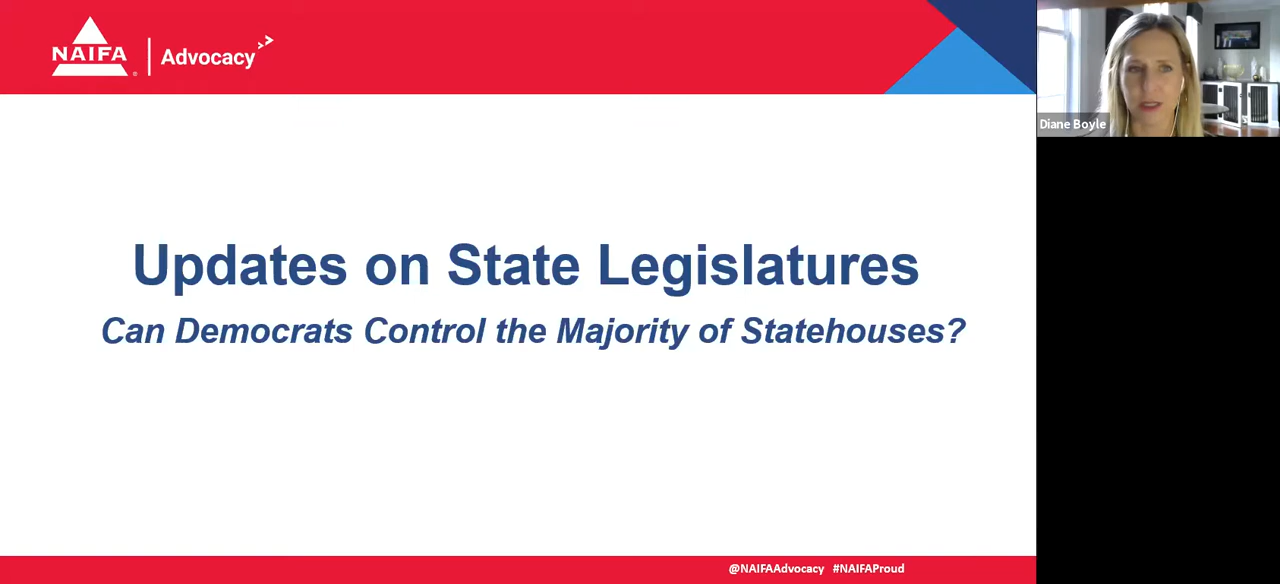 NAIFA
Advocacy
Diane Boyle
Updates on State Legislatures
Can Democrats Control the Majority of Statehouses?
@NAIFAAdvocacy #NAIFAProud